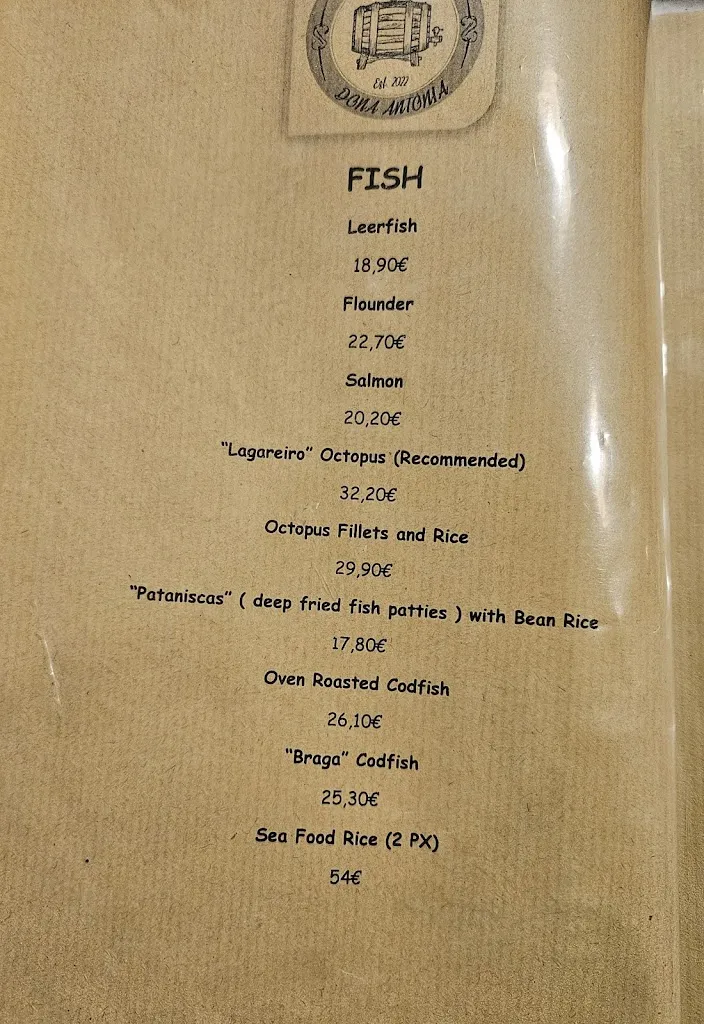 Est. 2022
DONA ANTONIA
FISH
Leerfish
18,90€
Flounder
22,70€
Salmon
20,20€
"Lagareiro" Octopus (Recommended)
32,20€
Octopus Fillets and Rice
29,90€
"Pataniscas" ( deep fried fish patties ) with Bean Rice
17,80€
Oven Roasted Codfish
26,10€
"Braga" Codfish
25,30€
Sea Food Rice (2 PX)
54€